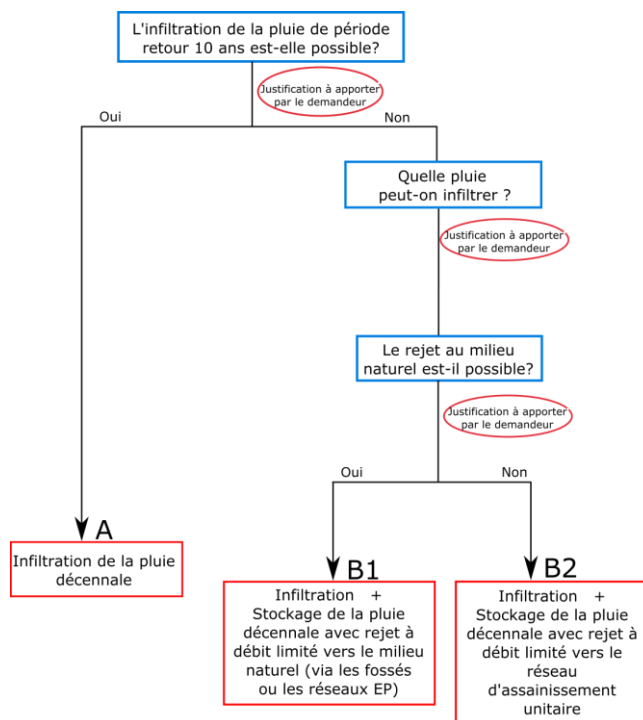 L'infiltration de la pluie de période
retour 10 ans est-elle possible?
Justification à apporter
par le demandeur
Oui
Non
Quelle pluie
peut-on infiltrer ?
Justification à apporter
par le demandeur
Le rejet au milieu
naturel est-il possible?
Justification à apporter
par le demandeur
Oui
Non
A
Infiltration de la pluie
décennale
B1
Infiltration +
Stockage de la pluie
décennale avec rejet à
débit limité vers le milieu
naturel (via les fossés
ou les réseaux EP)
B2
Infiltration +
Stockage de la pluie
décennale avec rejet à
débit limité vers le
réseau
d'assainissement
unitaire